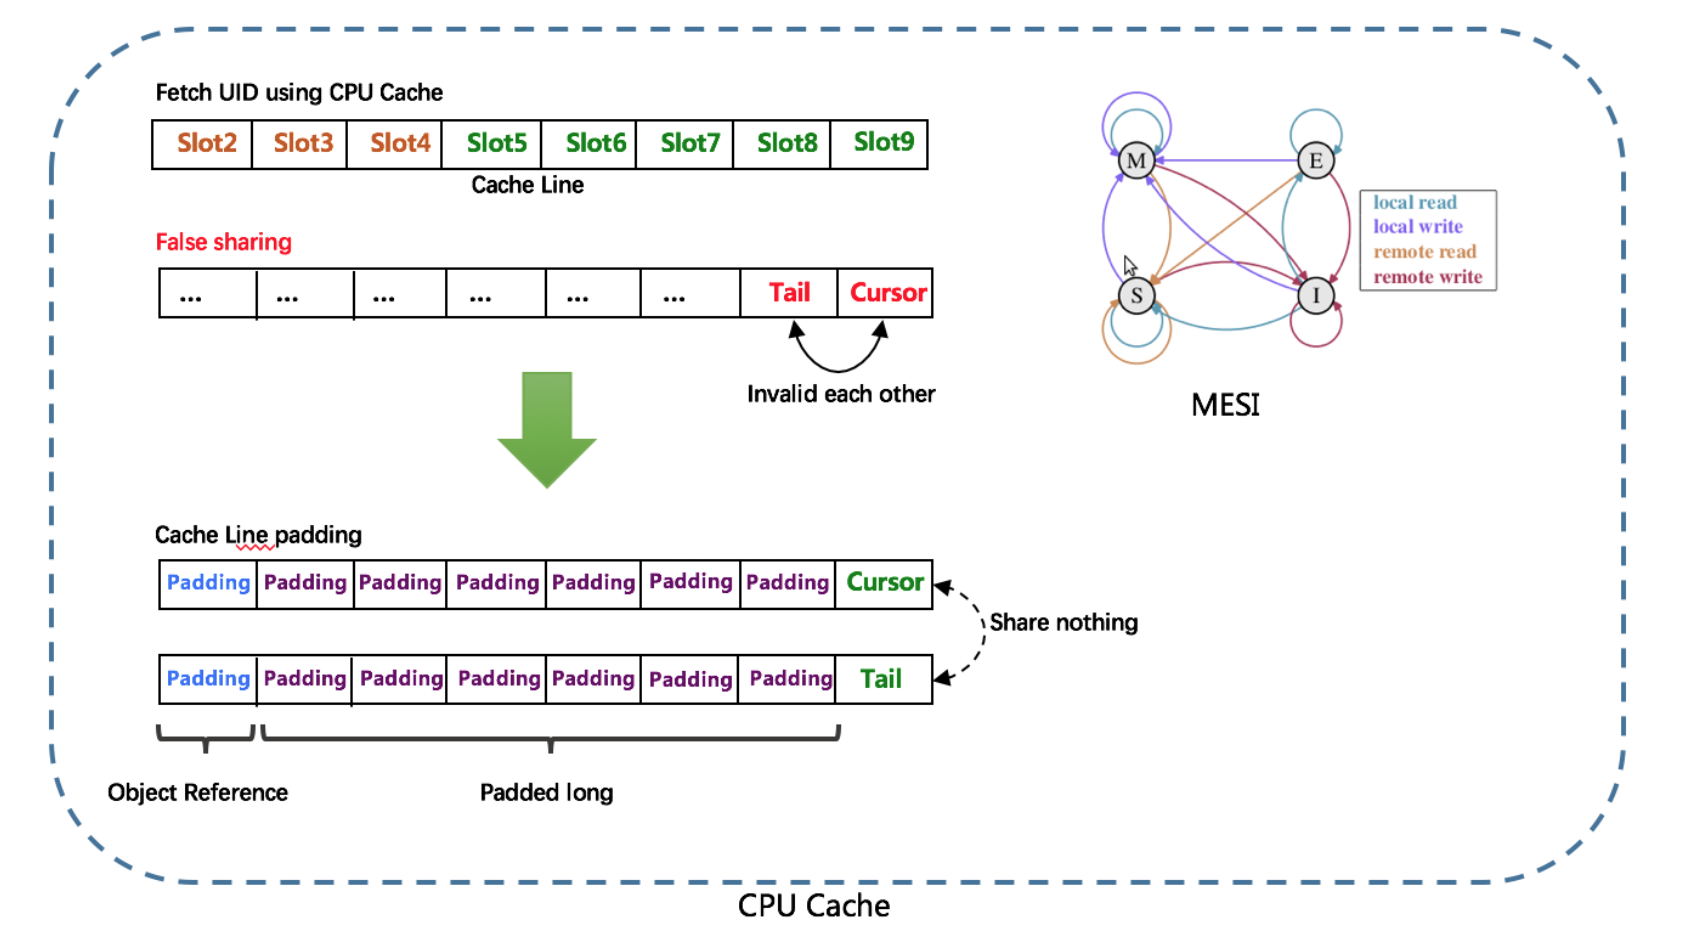 Fetch UID using CPU Cache
Slot2 Slot3 Slot4 Slot5 Slot6 Slot7 Slot8 Slot9
Cache Line
False sharing
... ... ... ... ... ... Tail Cursor
Invalid each other
M E
S I
local read
local write
remote read
remote write
MESI
Cache Line padding
Padding Padding Padding Padding Padding Padding Padding Cursor
Share nothing
Padding Padding Padding Padding Padding Padding Padding Tail
Object Reference Padded long
CPU Cache